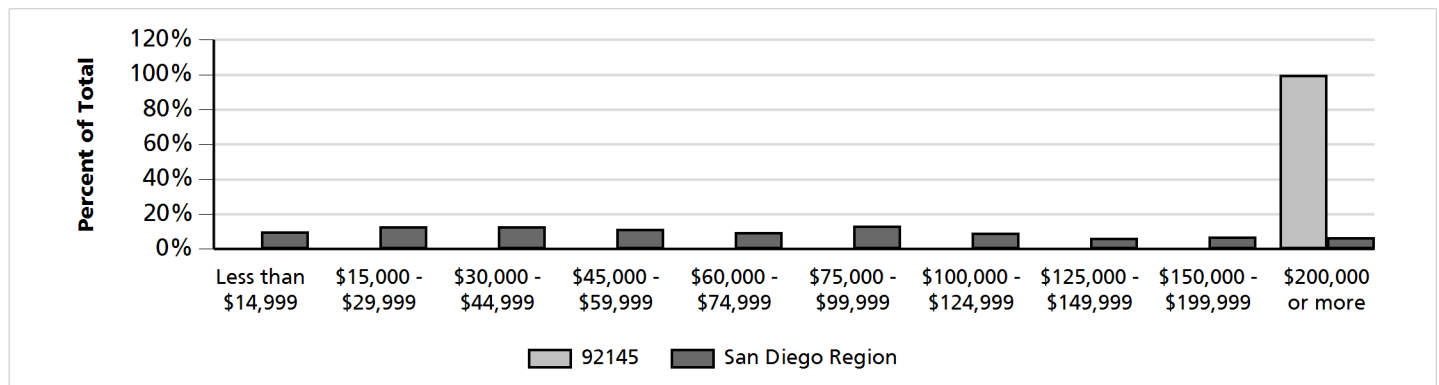 Percent of Total
120%
100%
80%
60%
40%
20%
0%
Less than $14,999
$15,000 - $29,999
$30,000 - $44,999
$45,000 - $59,999
$60,000 - $74,999
$75,000 - $99,999
$100,000 - $124,999
$125,000 - $149,999
$150,000 - $199,999
$200,000 or more
92145
San Diego Region